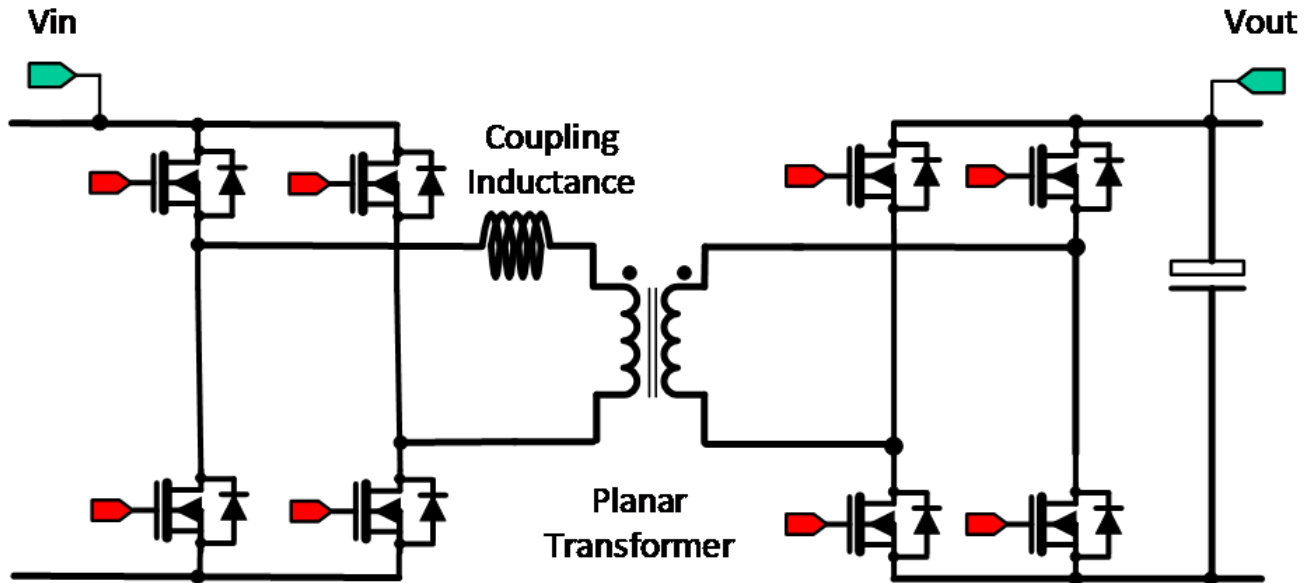 Vin
Vout
Coupling
Inductance
Planar
Transformer